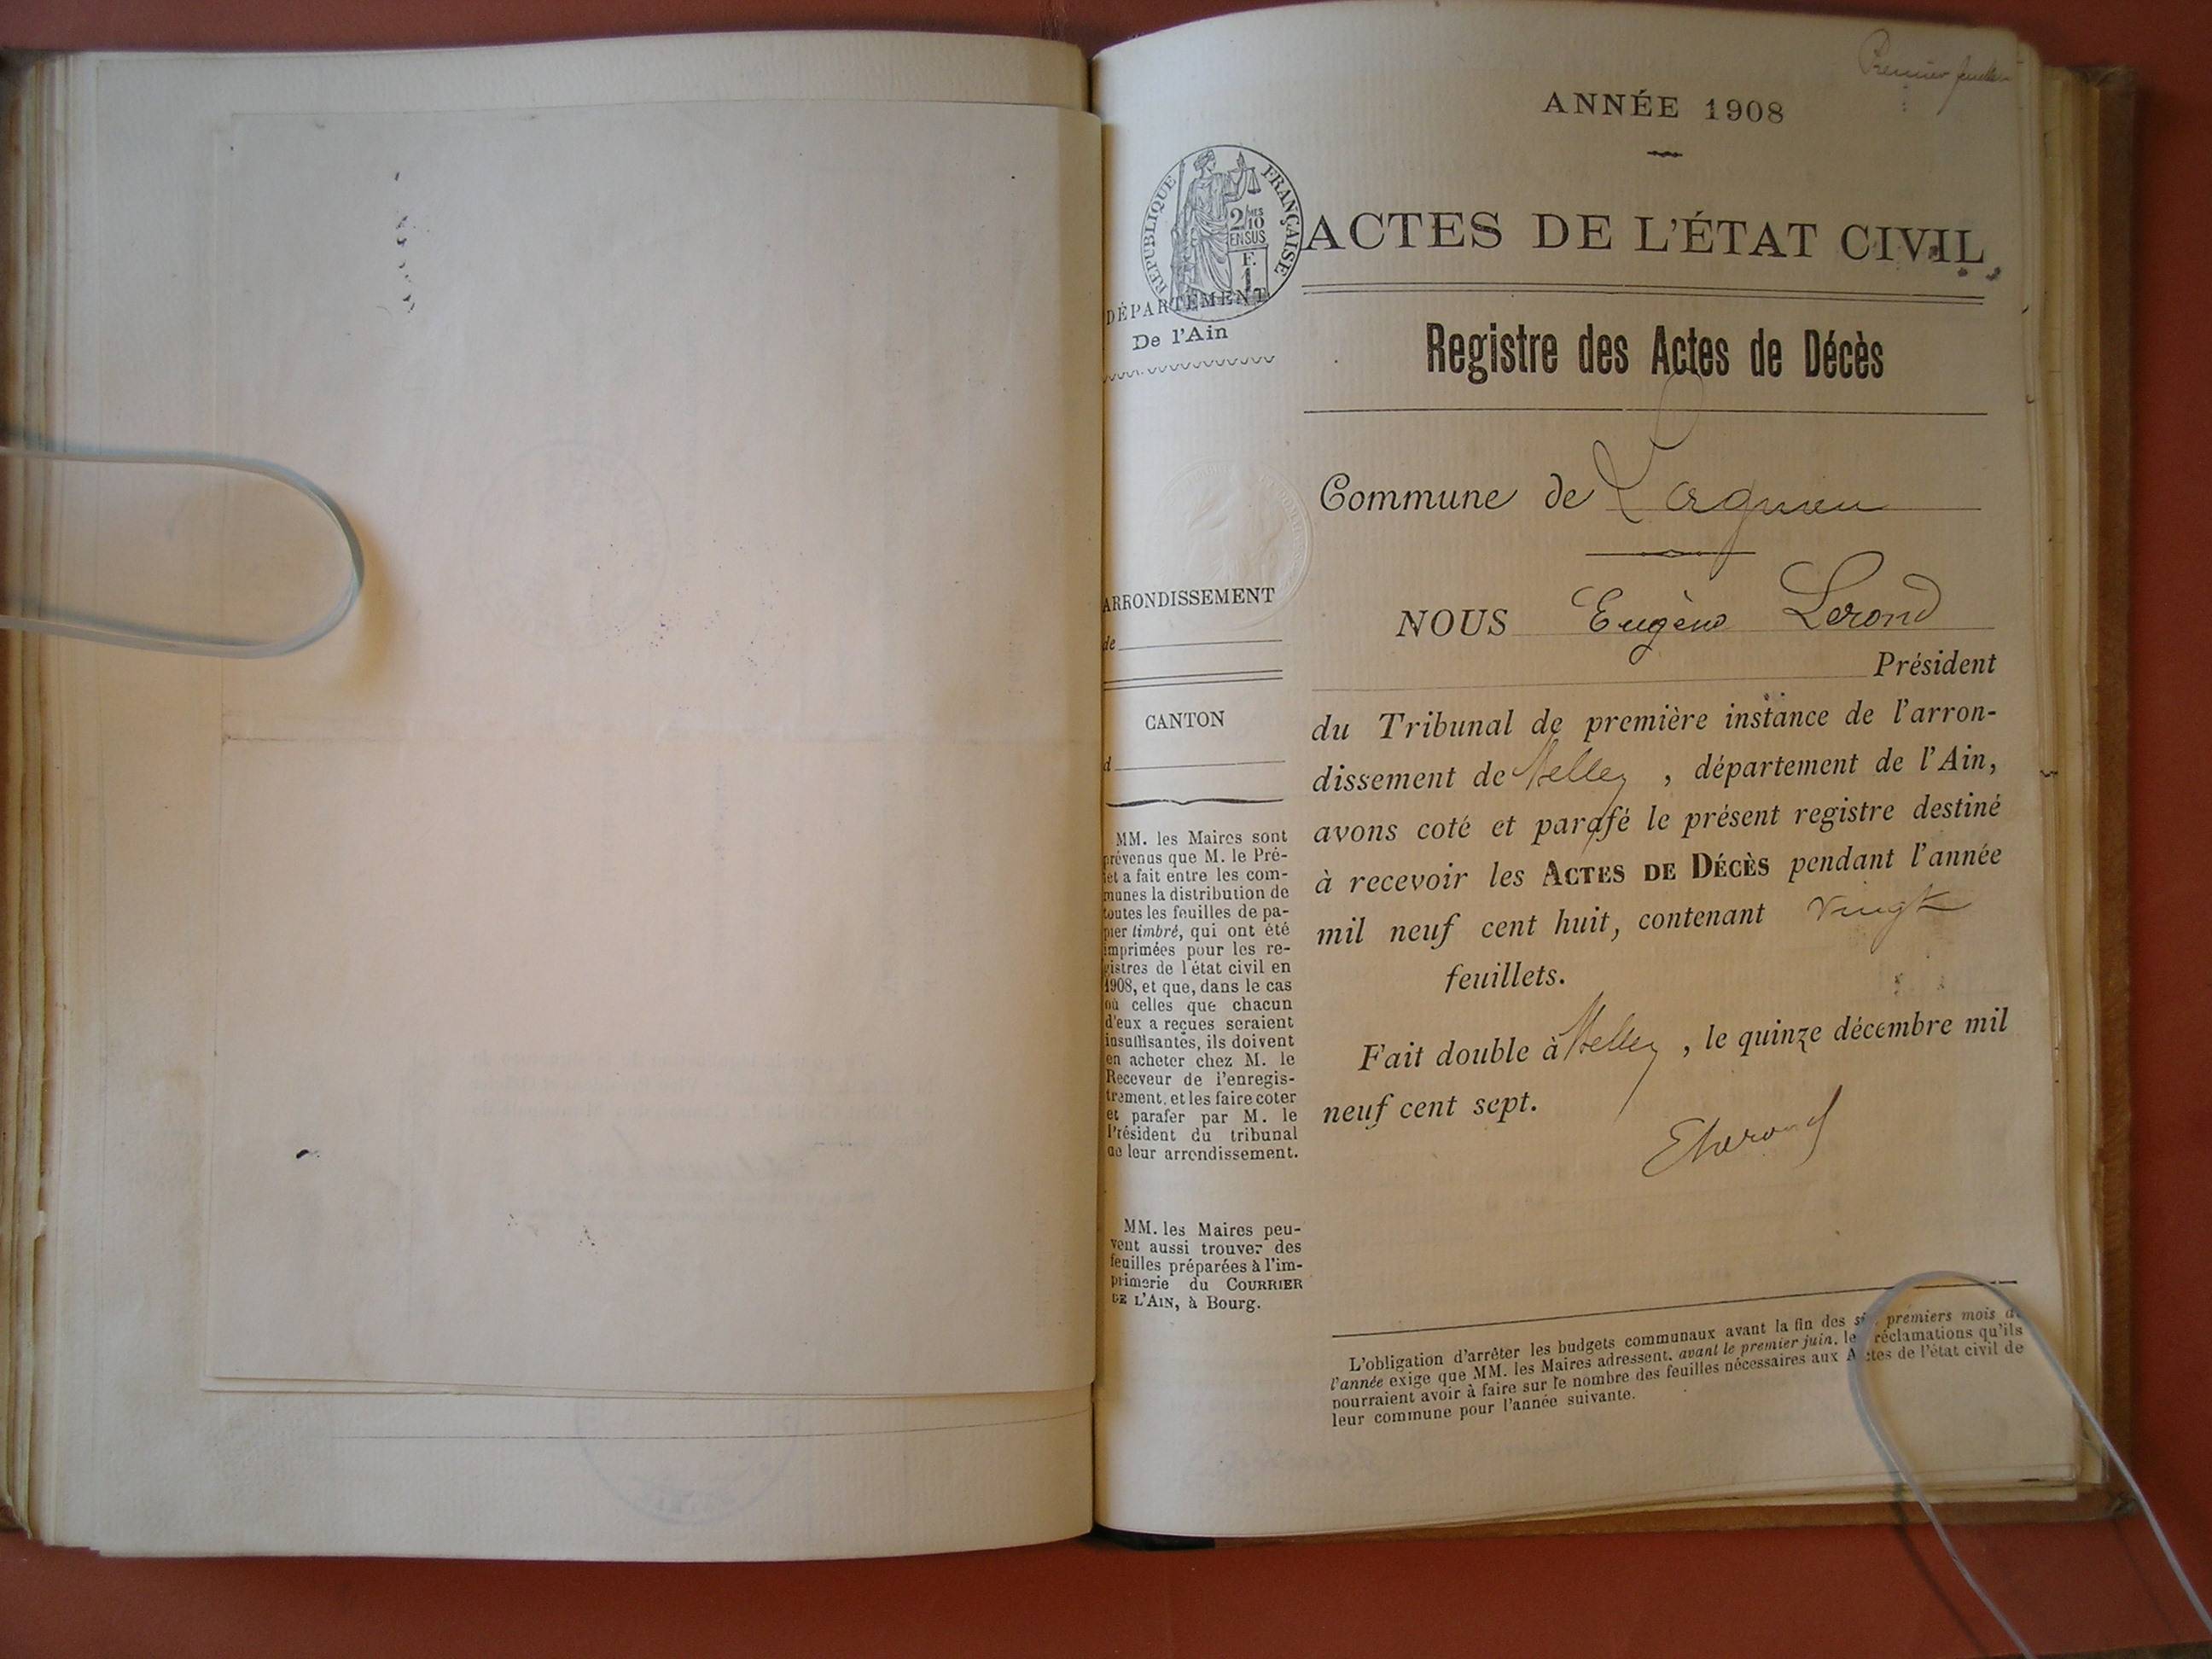 Premier feuillet
ANNÉE 1908
RÉPUBLIQUE FRANÇAISE
2/MES
10
EN SUS
F.
1
ACTES DE L'ÉTAT CIVIL
DÉPARTEMENT
De l'Ain
Registre des Actes de Décès
Commune de Lagnieu
ARRONDISSEMENT
de
NOUS Eugène Lerond
Président
CANTON
d
du Tribunal de première instance de l'arron-
dissement de Belley, département de l'Ain,
avons coté et parafé le présent registre destiné
à recevoir les ACTES DE DÉCÈS pendant l'année
mil neuf cent huit, contenant vingt
feuillets.
Fait double à Belley, le quinze décembre mil
neuf cent sept.
ELerond
MM. les Maires sont
prévenus que M. le Pré-
fet a fait entre les com-
munes la distribution de
toutes les feuilles de pa-
pier timbré, qui ont été
imprimées pour les re-
gistres de l'état civil en
1908, et que, dans le cas
où celles que chacun
d'eux a reçues seraient
insuffisantes, ils doivent
en acheter chez M. le
Receveur de l'enregis-
trement, et les faire coter
et parafer par M. le
Président du tribunal
de leur arrondissement.
MM. les Maires peu-
vent aussi trouver des
feuilles préparées à l'im-
primerie du COURRIER
DE L'AIN, à Bourg.
L'obligation d'arrêter les budgets communaux avant la fin des six premiers mois de
l'année exige que MM. les Maires adressent, avant le premier juin, les réclamations qu'ils
pourraient avoir à faire sur le nombre des feuilles nécessaires aux Actes de l'état civil de
leur commune pour l'année suivante.